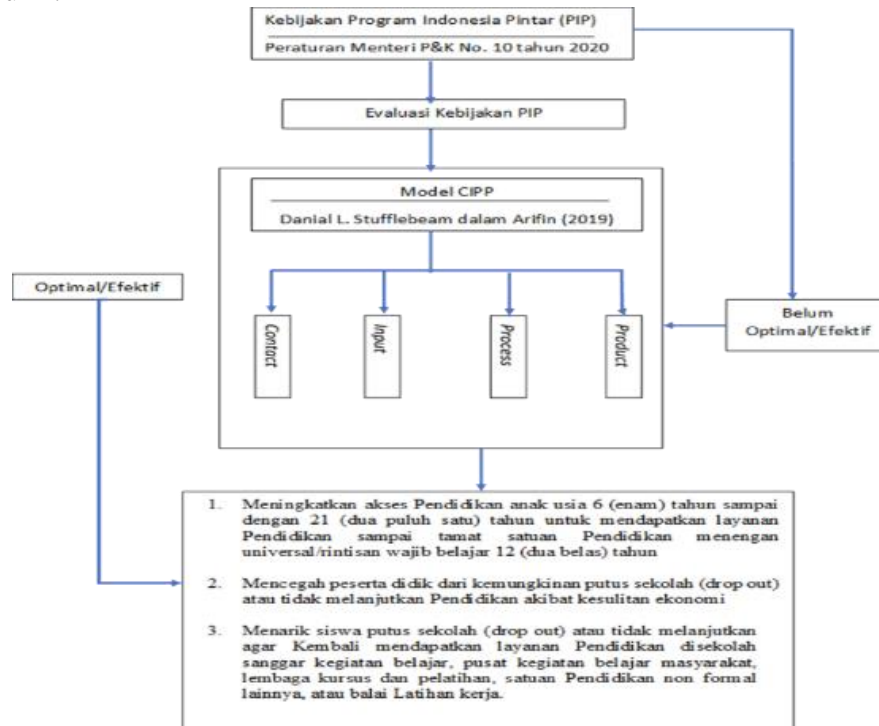 Kebijakan Program Indonesia Pintar (PIP)
Peraturan Menteri P&K No. 10 tahun 2020
Evaluasi Kebijakan PIP
Model CIPP
Danial L. Stufflebeam dalam Arifin (2019)
Optimal/Efektif
Contact
Input
Process
Product
Belum
Optimal/Efektif
1. Meningkatkan akses Pendidikan anak usia 6 (enam) tahun sampai
dengan 21 (dua puluh satu) tahun untuk mendapatkan layanan
Pendidikan sampai tamat satuan Pendidikan menengan
universal/rintisan wajib belajar 12 (dua belas) tahun
2. Mencegah peserta didik dari kemungkinan putus sekolah (drop out)
atau tidak melanjutkan Pendidikan akibat kesulitan ekonomi
3. Menarik siswa putus sekolah (drop out) atau tidak melanjutkan
agar Kembali mendapatkan layanan Pendidikan disekolah
sanggar kegiatan belajar, pusat kegiatan belajar masyarakat,
lembaga kursus dan pelatihan, satuan Pendidikan non formal
lainnya, atau balai Latihan kerja.